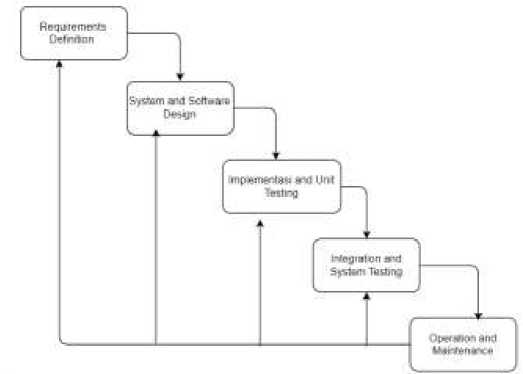 Requirements
Definition
System and Software
Design
Implementasi and Unit
Testing
Integration and
System Testing
Operation and
Maintenance